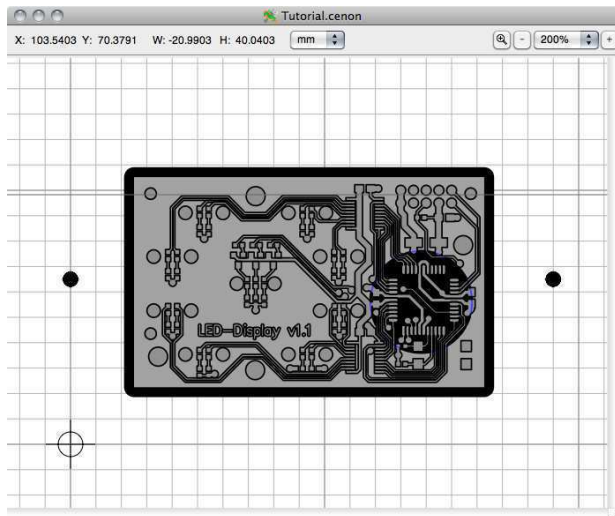 Tutorial.cenon
X: 103.5403 Y: 70.3791 W: -20.9903 H: 40.0403 mm - 200% +
LED-Display v1.1